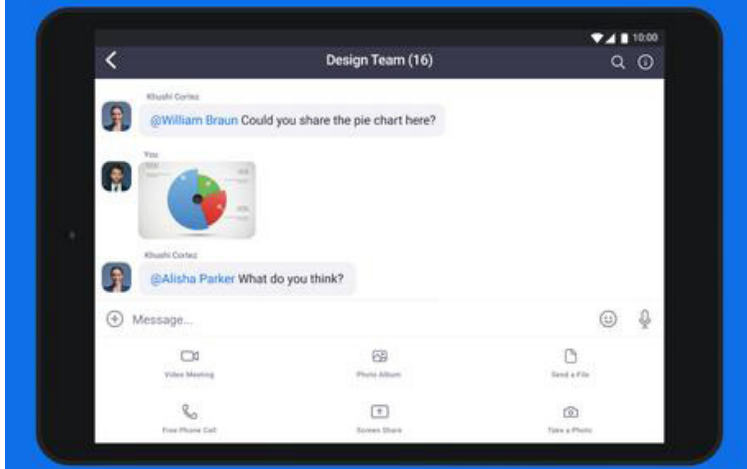 10:00
Design Team (16)
Khushi Cortez
@William Braun Could you share the pie chart here?
You
Khushi Cortez
@Alisha Parker What do you think?
Message...
Video Meeting
Photo Album
Send a File
Free Phone Call
Screen Share
Take a Photo